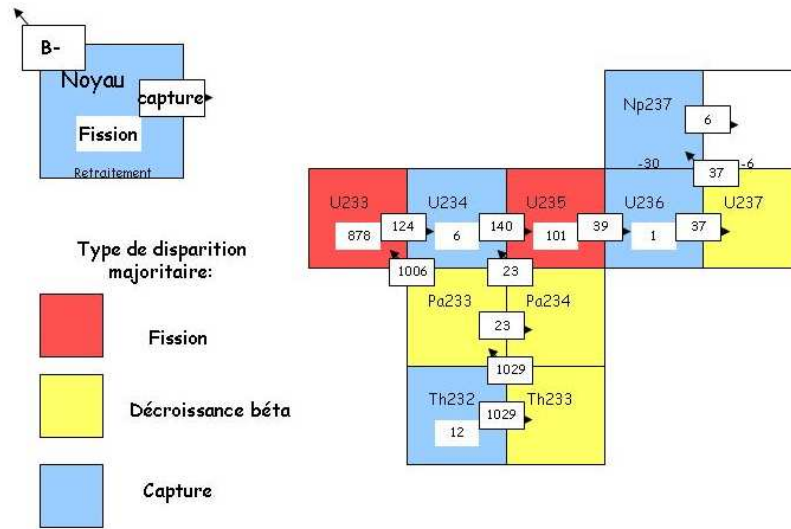 B-
Noyau
capture
Fission
Retraitement
Type de disparition
majoritaire:
Fission
Décroissance béta
Capture
Np237
6
-30
37
-6
U233
U234
U235
U236
U237
878
124
6
140
101
39
1
37
1006
23
Pa233
Pa234
23
1029
Th232
Th233
1029
12